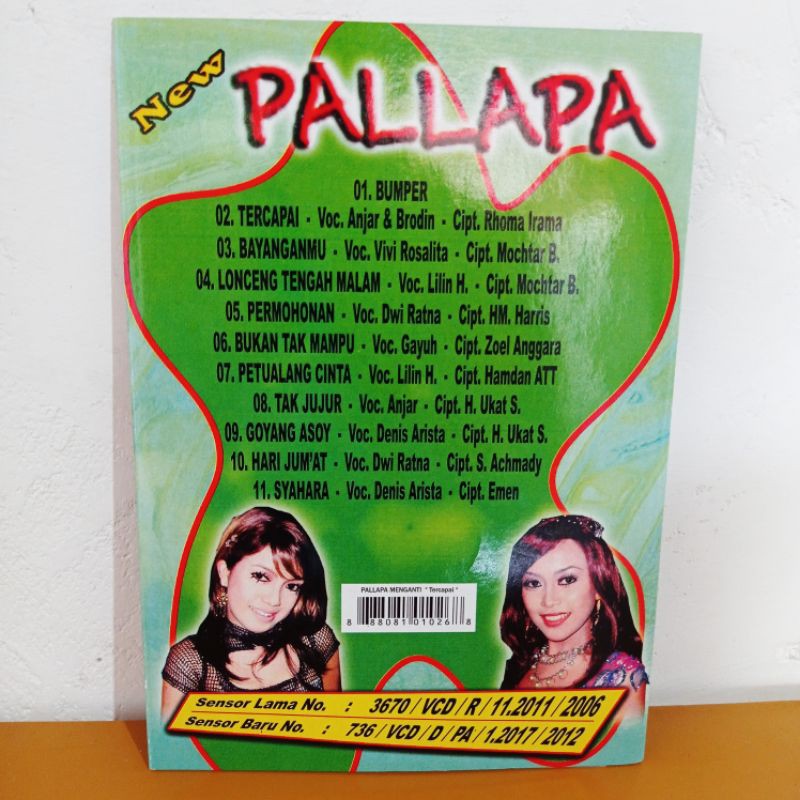 New
PALLAPA
01. BUMPER
02. TERCAPAI - Voc. Anjar & Brodin - Cipt. Rhoma Irama
03. BAYANGANMU - Voc. Vivi Rosalita - Cipt. Mochtar B.
04. LONCENG TENGAH MALAM - Voc. Lilin H. - Cipt. Mochtar B.
05. PERMOHONAN - Voc. Dwi Ratna - Cipt. HM. Harris
06. BUKAN TAK MAMPU - Voc. Gayuh - Cipt. Zoel Anggara
07. PETUALANG CINTA - Voc. Lilin H. - Cipt. Hamdan ATT
08. TAK JUJUR - Voc. Anjar - Cipt. H. Ukat S.
09. GOYANG ASOY - Voc. Denis Arista - Cipt. H. Ukat S.
10. HARI JUM'AT - Voc. Dwi Ratna - Cipt. S. Achmady
11. SYAHARA - Voc. Denis Arista - Cipt. Emen
PALLAPA MENGANTI "Tercapai"
8 88081 01026 8
Sensor Lama No. : 3670 / VCD / R / 11.2011 / 2006
Sensor Baru No. : 736 / VCD / D / PA / 1.2017 / 2012